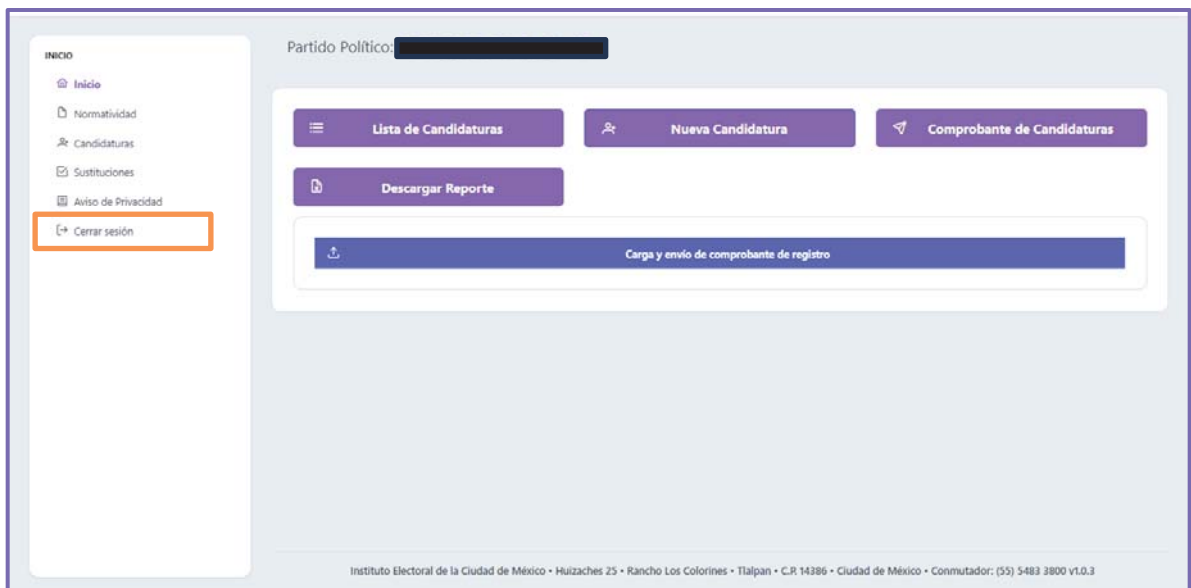 INICIO
Inicio
Normatividad
Candidaturas
Sustituciones
Aviso de Privacidad
Cerrar sesión
Partido Político:
Lista de Candidaturas
Nueva Candidatura
Comprobante de Candidaturas
Descargar Reporte
Carga y envío de comprobante de registro
Instituto Electoral de la Ciudad de México • Huizaches 25 • Rancho Los Colorines • Tlalpan • C.P. 14386 • Ciudad de México • Conmutador: (55) 5483 3800 v1.0.3